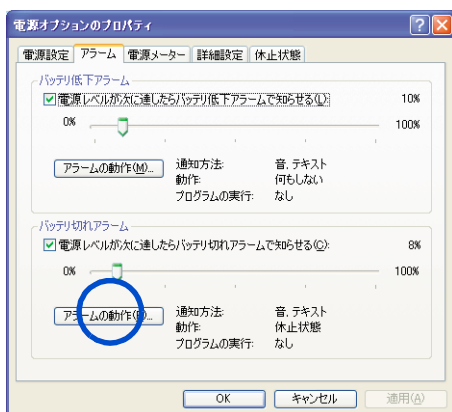 電源オプションのプロパティ
電源設定 アラーム 電源メーター 詳細設定 休止状態
バッテリ低下アラーム
電源レベルが次に達したらバッテリ低下アラームで知らせる(L): 10%
0% 100%
アラームの動作(M)... 通知方法: 音, テキスト
動作: 何もしない
プログラムの実行: なし
バッテリ切れアラーム
電源レベルが次に達したらバッテリ切れアラームで知らせる(C): 8%
0% 100%
アラームの動作 通知方法: 音, テキスト
動作: 休止状態
プログラムの実行: なし
OK キャンセル 適用(A)